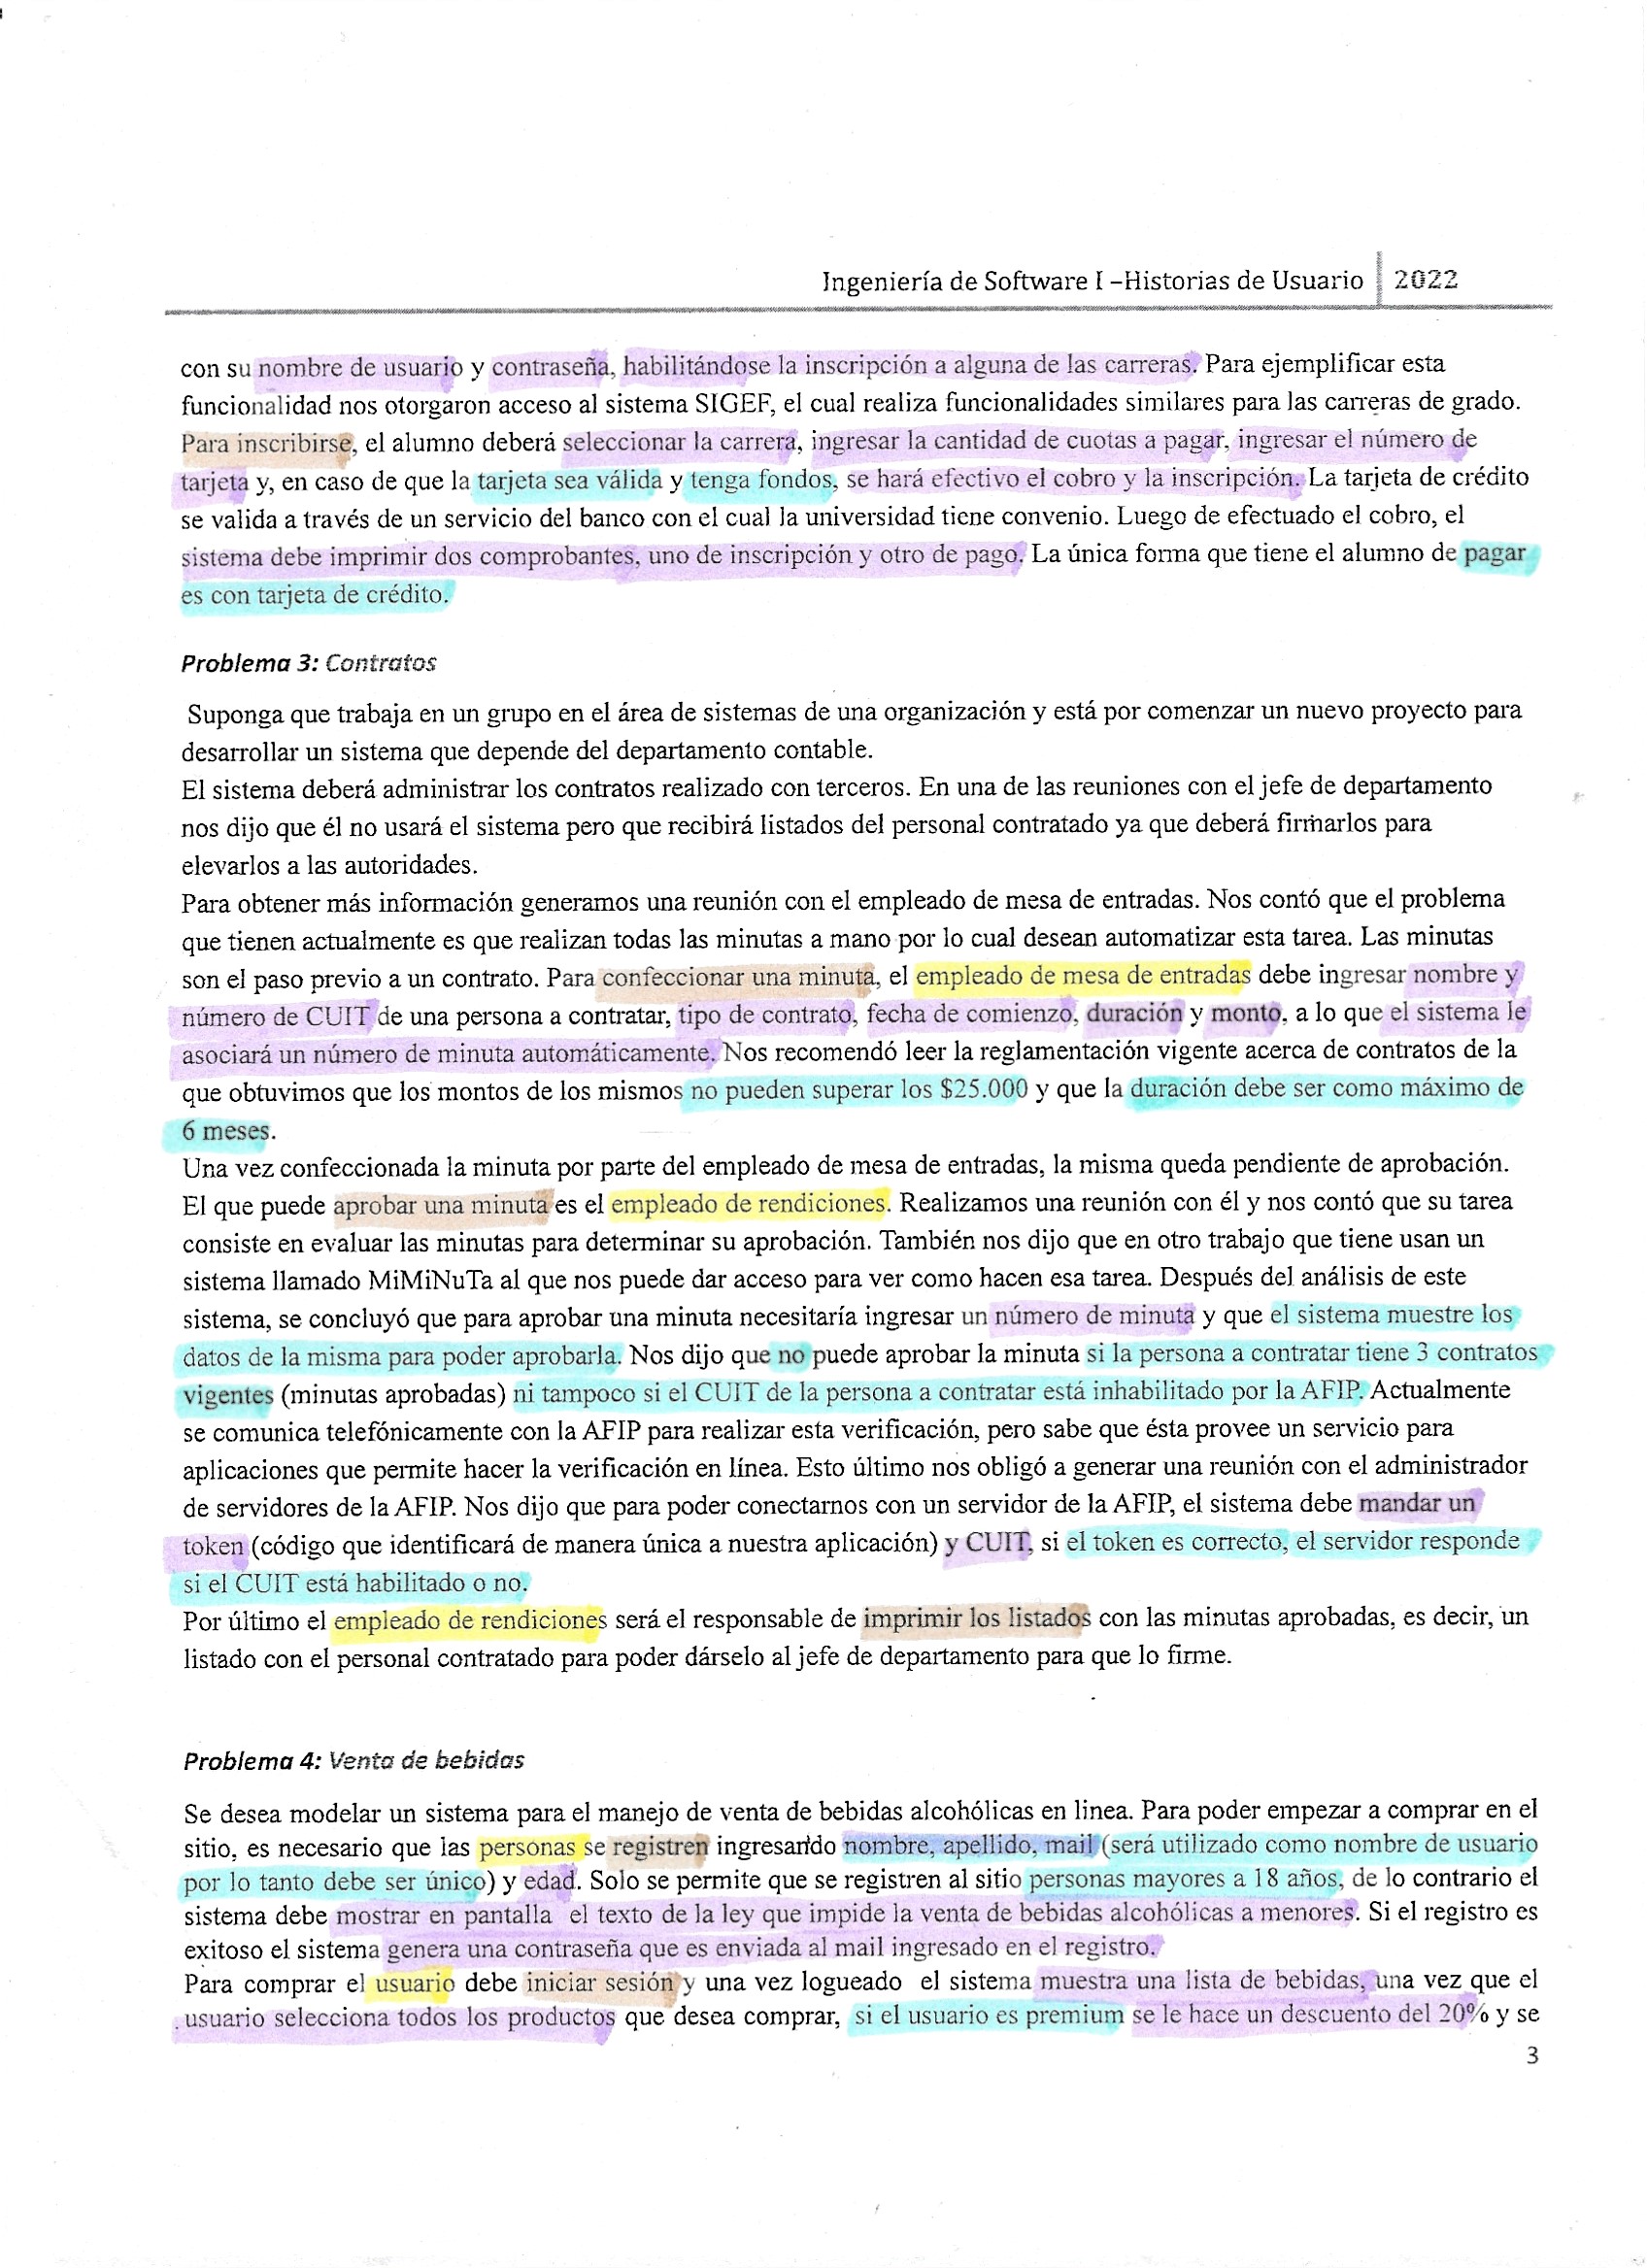 Ingeniería de Software I –Historias de Usuario 2022
con su nombre de usuario y contraseña, habilitándose la inscripción a alguna de las carreras. Para ejemplificar esta
funcionalidad nos otorgaron acceso al sistema SIGEF, el cual realiza funcionalidades similares para las carreras de grado.
Para inscribirse, el alumno deberá seleccionar la carrera, ingresar la cantidad de cuotas a pagar, ingresar el número de
tarjeta y, en caso de que la tarjeta sea válida y tenga fondos, se hará efectivo el cobro y la inscripción. La tarjeta de crédito
se valida a través de un servicio del banco con el cual la universidad tiene convenio. Luego de efectuado el cobro, el
sistema debe imprimir dos comprobantes, uno de inscripción y otro de pago. La única forma que tiene el alumno de pagar
es con tarjeta de crédito.
Problema 3: Contratos
Suponga que trabaja en un grupo en el área de sistemas de una organización y está por comenzar un nuevo proyecto para
desarrollar un sistema que depende del departamento contable.
El sistema deberá administrar los contratos realizado con terceros. En una de las reuniones con el jefe de departamento
nos dijo que él no usará el sistema pero que recibirá listados del personal contratado ya que deberá firmarlos para
elevarlos a las autoridades.
Para obtener más información generamos una reunión con el empleado de mesa de entradas. Nos contó que el problema
que tienen actualmente es que realizan todas las minutas a mano por lo cual desean automatizar esta tarea. Las minutas
son el paso previo a un contrato. Para confeccionar una minuta, el empleado de mesa de entradas debe ingresar nombre y
número de CUIT de una persona a contratar, tipo de contrato, fecha de comienzo, duración y monto, a lo que el sistema le
asociará un número de minuta automáticamente. Nos recomendó leer la reglamentación vigente acerca de contratos de la
que obtuvimos que los montos de los mismos no pueden superar los $25.000 y que la duración debe ser como máximo de
6 meses.
Una vez confeccionada la minuta por parte del empleado de mesa de entradas, la misma queda pendiente de aprobación.
El que puede aprobar una minuta es el empleado de rendiciones. Realizamos una reunión con él y nos contó que su tarea
consiste en evaluar las minutas para determinar su aprobación. También nos dijo que en otro trabajo que tiene usan un
sistema llamado MiMiNuTa al que nos puede dar acceso para ver como hacen esa tarea. Después del análisis de este
sistema, se concluyó que para aprobar una minuta necesitaría ingresar un número de minuta y que el sistema muestre los
datos de la misma para poder aprobarla. Nos dijo que no puede aprobar la minuta si la persona a contratar tiene 3 contratos
vigentes (minutas aprobadas) ni tampoco si el CUIT de la persona a contratar está inhabilitado por la AFIP. Actualmente
se comunica telefónicamente con la AFIP para realizar esta verificación, pero sabe que ésta provee un servicio para
aplicaciones que permite hacer la verificación en línea. Esto último nos obligó a generar una reunión con el administrador
de servidores de la AFIP. Nos dijo que para poder conectarnos con un servidor de la AFIP, el sistema debe mandar un
token (código que identificará de manera única a nuestra aplicación) y CUIT, si el token es correcto, el servidor responde
si el CUIT está habilitado o no.
Por último el empleado de rendiciones será el responsable de imprimir los listados con las minutas aprobadas, es decir, un
listado con el personal contratado para poder dárselo al jefe de departamento para que lo firme.
Problema 4: Venta de bebidas
Se desea modelar un sistema para el manejo de venta de bebidas alcohólicas en linea. Para poder empezar a comprar en el
sitio, es necesario que las personas se registren ingresando nombre, apellido, mail (será utilizado como nombre de usuario
por lo tanto debe ser único) y edad. Solo se permite que se registren al sitio personas mayores a 18 años, de lo contrario el
sistema debe mostrar en pantalla el texto de la ley que impide la venta de bebidas alcohólicas a menores. Si el registro es
exitoso el sistema genera una contraseña que es enviada al mail ingresado en el registro.
Para comprar el usuario debe iniciar sesión y una vez logueado el sistema muestra una lista de bebidas, una vez que el
usuario selecciona todos los productos que desea comprar, si el usuario es premium se le hace un descuento del 20% y se
3